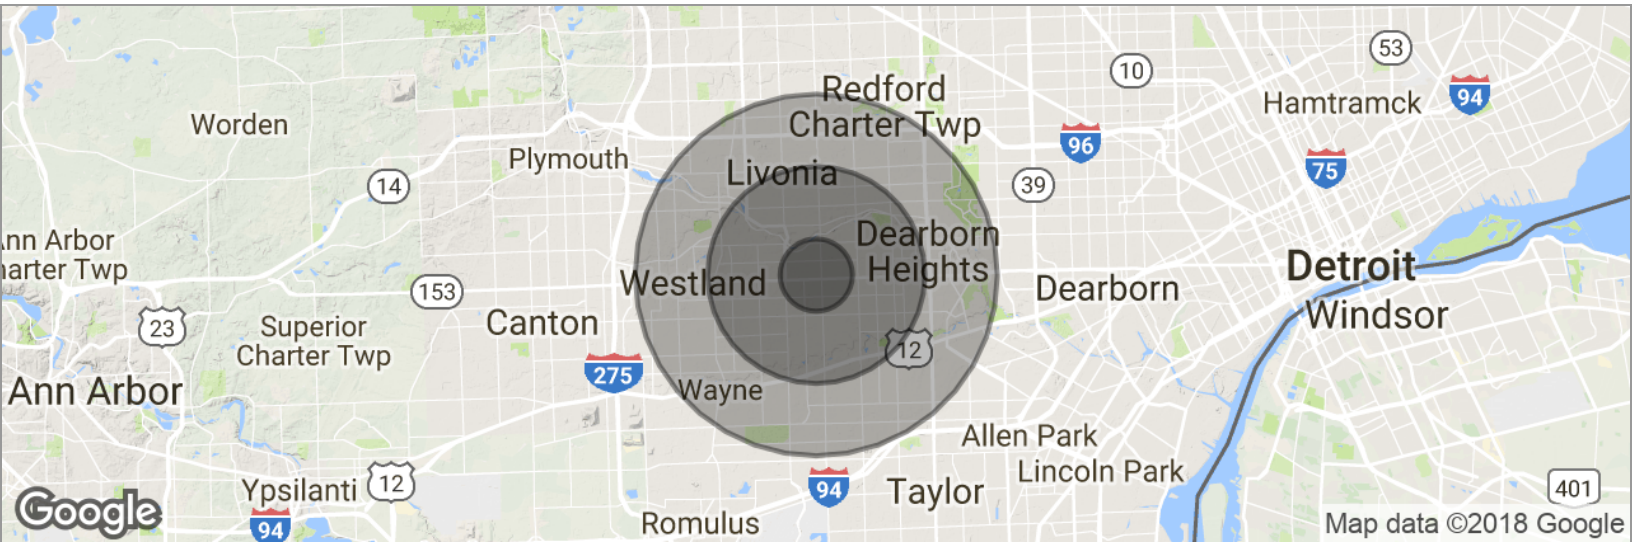 53
10
Redford
Charter Twp
94
Hamtramck
Worden
96
Plymouth
75
Livonia
14
39
nn Arbor
harter Twp
Dearborn
Heights
Detroit
Westland
153
Dearborn
Windsor
23
Superior
Charter Twp
Canton
12
275
Ann Arbor
Wayne
Allen Park
Lincoln Park
Ypsilanti
12
94
Taylor
401
Google
94
Romulus
Map data ©2018 Google